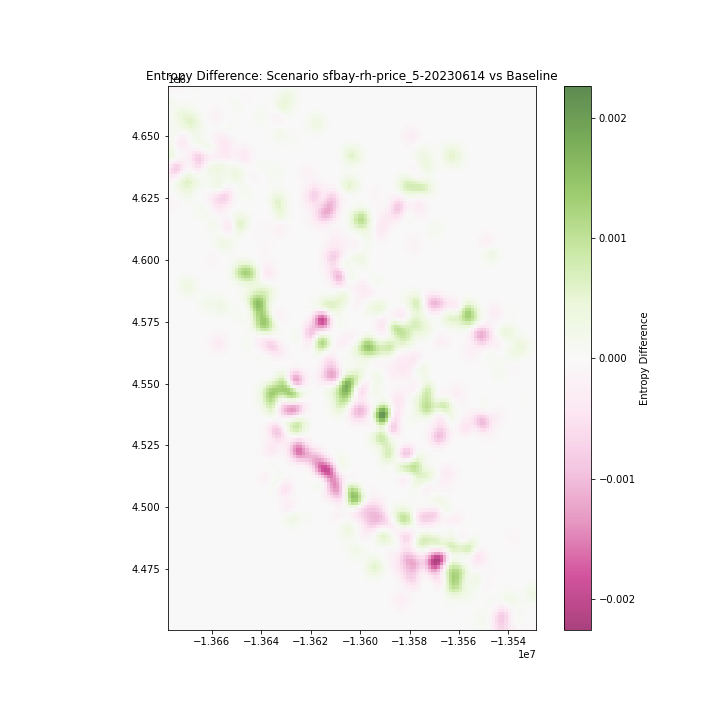 Entropy Difference: Scenario sfbay-rh-price_5-20230614 vs Baseline
1e6
4.650
4.625
4.600
4.575
4.550
4.525
4.500
4.475
−1.366 −1.364 −1.362 −1.360 −1.358 −1.356 −1.354
1e7
0.002
0.001
0.000
−0.001
−0.002
Entropy Difference